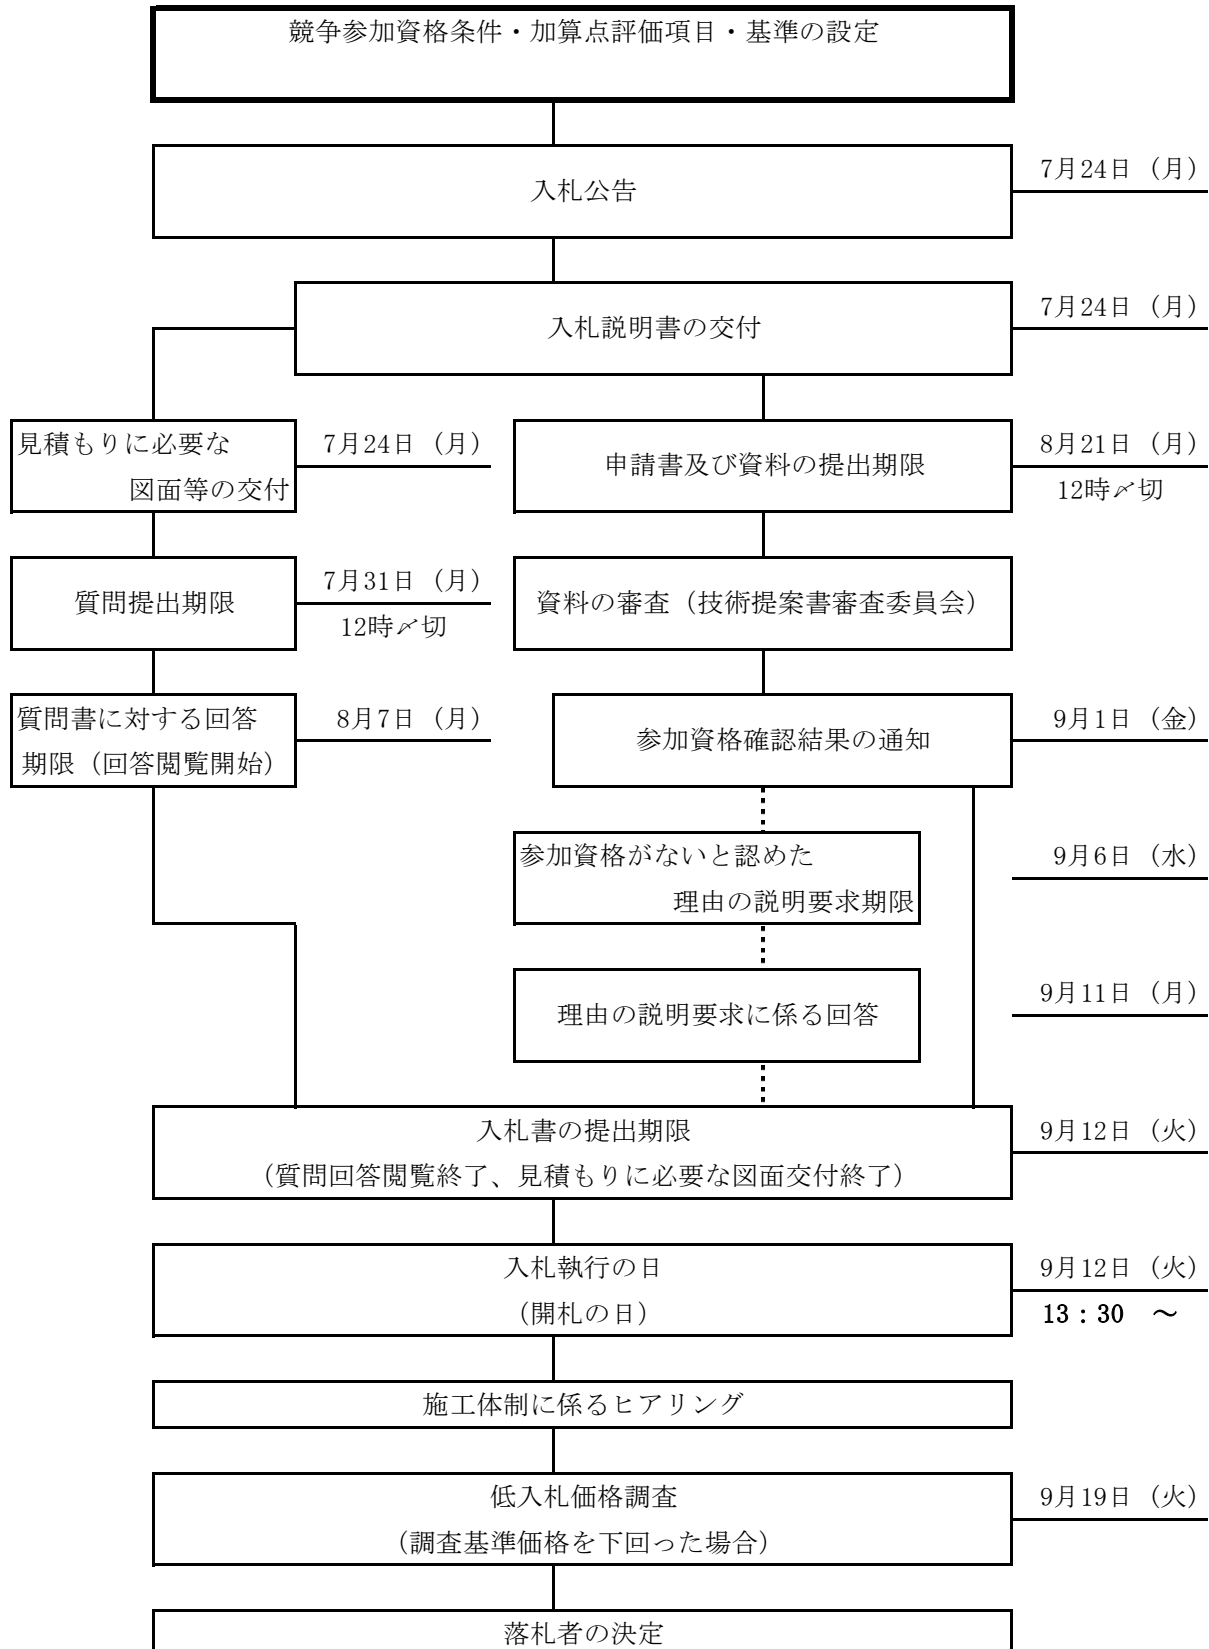 競争参加資格条件・加算点評価項目・基準の設定
入札公告
7月24日（月）
入札説明書の交付
7月24日（月）
見積もりに必要な
図面等の交付
7月24日（月）
申請書及び資料の提出期限
8月21日（月）
12時〆切
質問提出期限
7月31日（月）
12時〆切
資料の審査（技術提案書審査委員会）
質問書に対する回答
期限（回答閲覧開始）
8月7日（月）
参加資格確認結果の通知
9月1日（金）
参加資格がないと認めた
理由の説明要求期限
9月6日（水）
理由の説明要求に係る回答
9月11日（月）
入札書の提出期限
（質問回答閲覧終了、見積もりに必要な図面交付終了）
9月12日（火）
入札執行の日
（開札の日）
9月12日（火）
13：30　～
施工体制に係るヒアリング
低入札価格調査
（調査基準価格を下回った場合）
9月19日（火）
落札者の決定